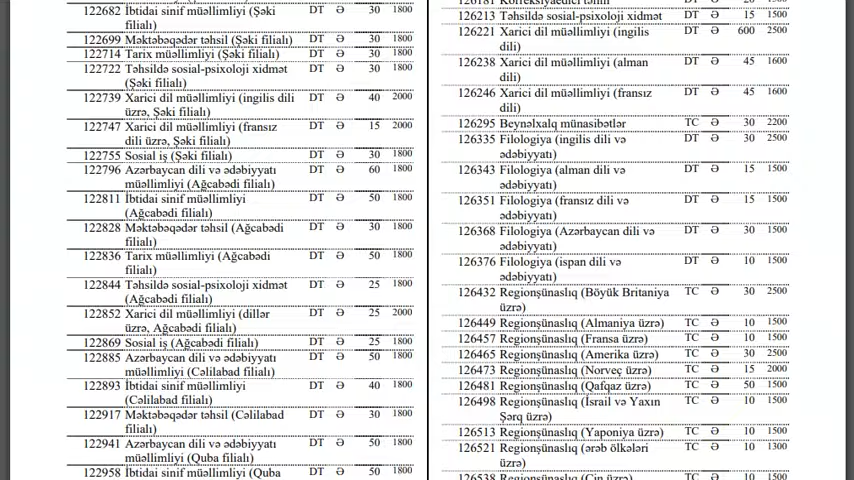 122682 İbtidai sinif müəllimliyi (Şəki DT Ə 30 1800
filialı)
122699 Məktəbəqədər təhsil (Şəki filialı) DT Ə 30 1800
122714 Tarix müəllimliyi (Şəki filialı) DT Ə 30 1800
122722 Təhsildə sosial-psixoloji xidmət DT Ə 30 1800
(Şəki filialı)
122739 Xarici dil müəllimliyi (ingilis dili DT Ə 40 2000
üzrə, Şəki filialı)
122747 Xarici dil müəllimliyi (fransız DT Ə 15 2000
dili üzrə, Şəki filialı)
122755 Sosial iş (Şəki filialı) DT Ə 30 1800
122796 Azərbaycan dili və ədəbiyyatı DT Ə 60 1800
müəllimliyi (Ağcabədi filialı)
122811 İbtidai sinif müəllimliyi DT Ə 50 1800
(Ağcabədi filialı)
122828 Məktəbəqədər təhsil (Ağcabədi DT Ə 30 1800
filialı)
122836 Tarix müəllimliyi (Ağcabədi DT Ə 50 1800
filialı)
122844 Təhsildə sosial-psixoloji xidmət DT Ə 25 1800
(Ağcabədi filialı)
122852 Xarici dil müəllimliyi (dillər DT Ə 25 2000
üzrə, Ağcabədi filialı)
122869 Sosial iş (Ağcabədi filialı) DT Ə 25 1800
122885 Azərbaycan dili və ədəbiyyatı DT Ə 50 1800
müəllimliyi (Cəlilabad filialı)
122893 İbtidai sinif müəllimliyi DT Ə 40 1800
(Cəlilabad filialı)
122917 Məktəbəqədər təhsil (Cəlilabad DT Ə 30 1800
filialı)
122941 Azərbaycan dili və ədəbiyyatı DT Ə 50 1800
müəllimliyi (Quba filialı)
122958 İbtidai sinif müəllimliyi (Quba DT Ə 50 1800
126181 Korreksiyaedici təlim DT Ə 20 1500
126213 Təhsildə sosial-psixoloji xidmət DT Ə 15 1500
126221 Xarici dil müəllimliyi (ingilis DT Ə 600 2500
dili)
126238 Xarici dil müəllimliyi (alman DT Ə 45 1600
dili)
126246 Xarici dil müəllimliyi (fransız DT Ə 45 1600
dili)
126295 Beynəlxalq münasibətlər TC Ə 30 2200
126335 Filologiya (ingilis dili və DT Ə 30 2500
ədəbiyyatı)
126343 Filologiya (alman dili və DT Ə 15 1500
ədəbiyyatı)
126351 Filologiya (fransız dili və DT Ə 15 1500
ədəbiyyatı)
126368 Filologiya (Azərbaycan dili və DT Ə 30 1500
ədəbiyyatı)
126376 Filologiya (ispan dili və DT Ə 10 1500
ədəbiyyatı)
126432 Regionşünaslıq (Böyük Britaniya TC Ə 30 2500
üzrə)
126449 Regionşünaslıq (Almaniya üzrə) TC Ə 10 1500
126457 Regionşünaslıq (Fransa üzrə) TC Ə 10 1500
126465 Regionşünaslıq (Amerika üzrə) TC Ə 30 2500
126473 Regionşünaslıq (Norveç üzrə) TC Ə 15 2000
126481 Regionşünaslıq (Qafqaz üzrə) TC Ə 50 1500
126498 Regionşünaslıq (İsrail və Yaxın TC Ə 10 1500
Şərq üzrə)
126513 Regionşünaslıq (Yaponiya üzrə) TC Ə 10 1500
126521 Regionşünaslıq (ərəb ölkələri TC Ə 10 1300
üzrə)
126538 Regionşünaslıq (Çin üzrə) TC Ə 10 1500